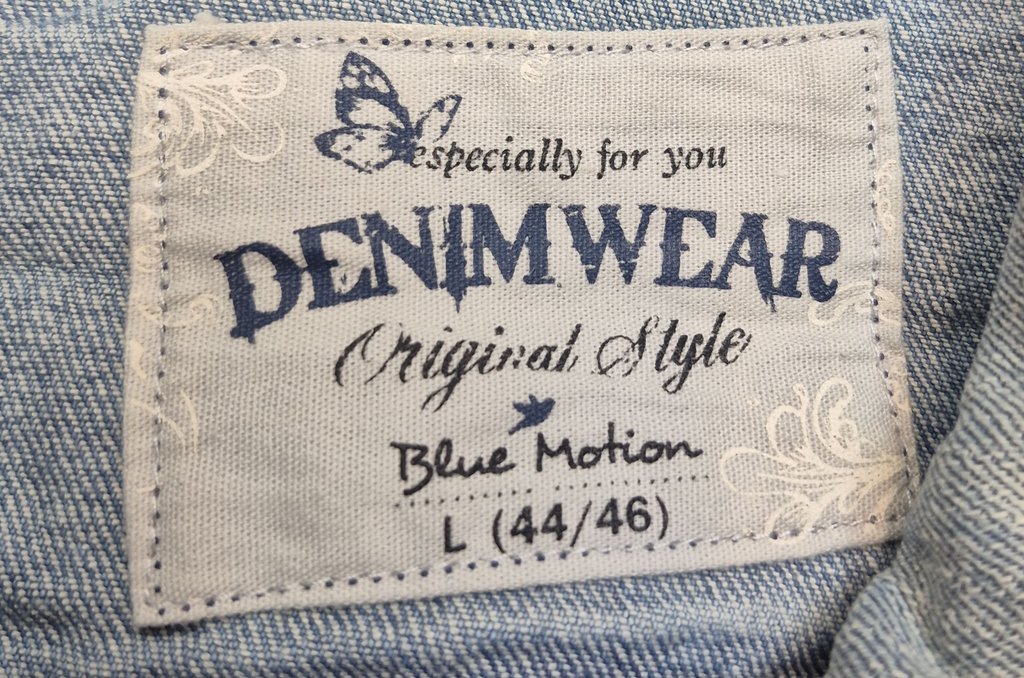 especially for you
DENIMWEAR
Original Style
Blue Motion
L (44/46)